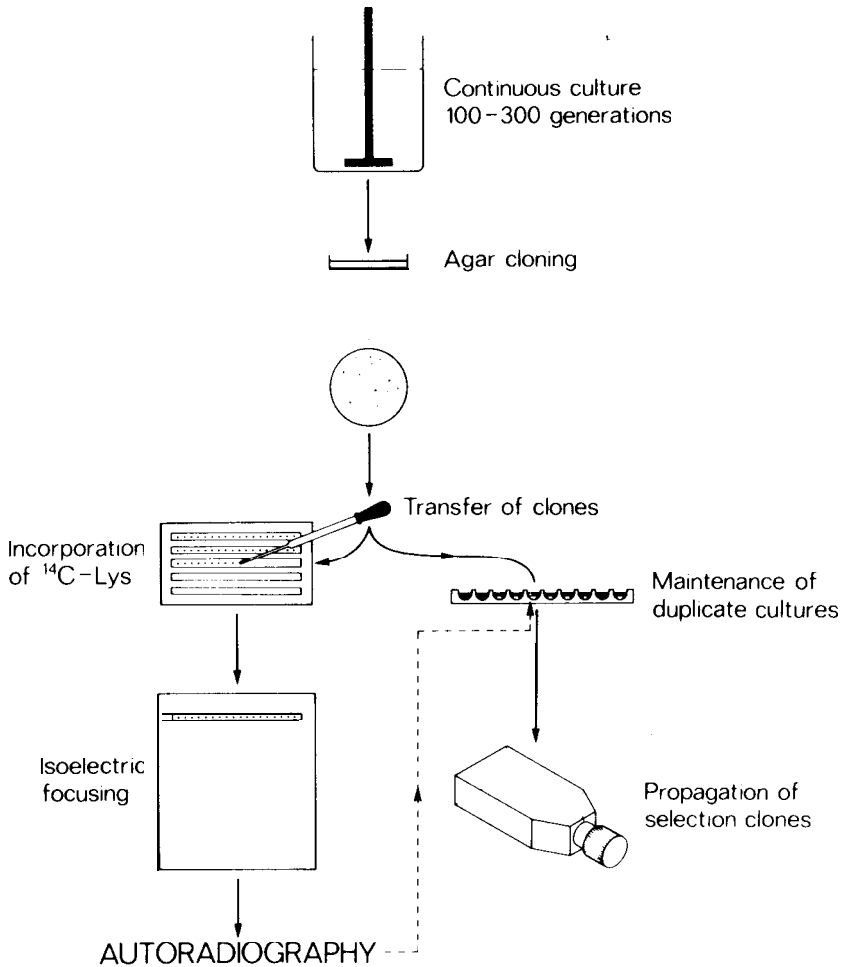 Continuous culture
100-300 generations
Agar cloning
Transfer of clones
Incorporation
of ¹⁴C-Lys
Maintenance of
duplicate cultures
Isoelectric
focusing
Propagation of
selection clones
AUTORADIOGRAPHY